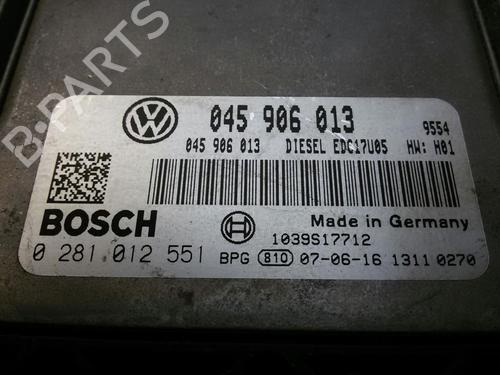 B-PARTS
045 906 013
9554
045 906 013 DIESEL EDC17U05 HW: H01
BOSCH
Made in Germany
1039S17712
0 281 012 551 BPG 810 07-06-16 1311 0270